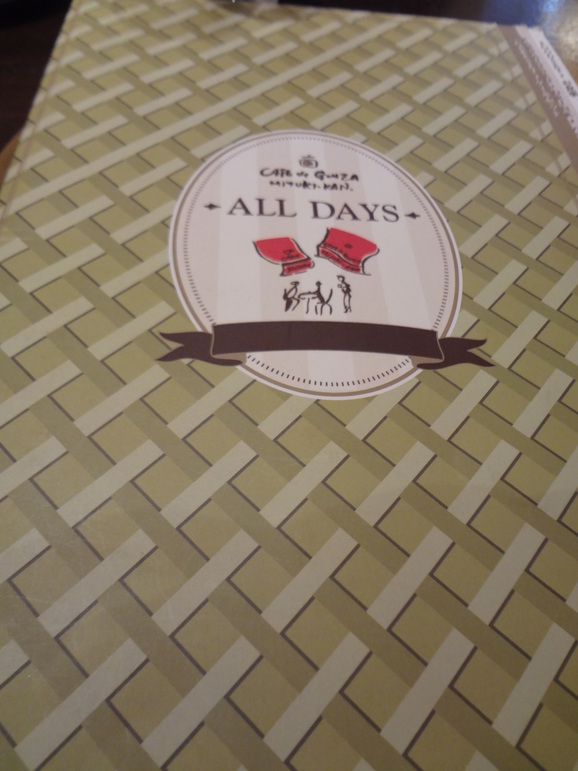 CAFE de GINZA
MIYUKI-KAN.
ALL DAYS